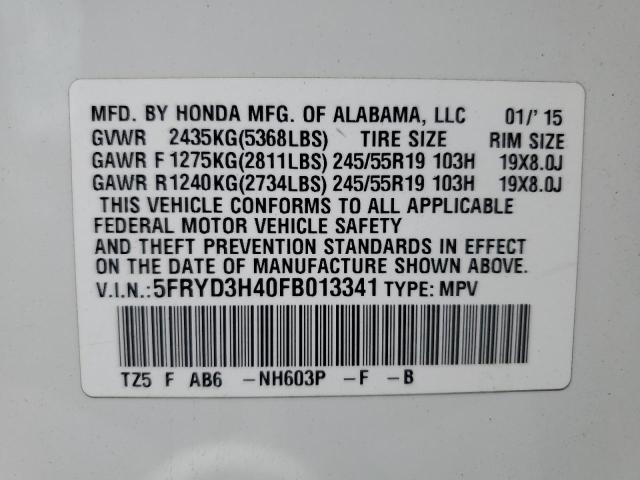 MFD. BY HONDA MFG. OF ALABAMA, LLC 01/' 15
GVWR 2435KG(5368LBS) TIRE SIZE RIM SIZE
GAWR F1275KG(2811LBS) 245/55R19 103H 19X8.0J
GAWR R1240KG(2734LBS) 245/55R19 103H 19X8.0J
THIS VEHICLE CONFORMS TO ALL APPLICABLE
FEDERAL MOTOR VEHICLE SAFETY
AND THEFT PREVENTION STANDARDS IN EFFECT
ON THE DATE OF MANUFACTURE SHOWN ABOVE.
V.I.N.:5FRYD3H40FB013341 TYPE: MPV
TZ5 F AB6 -NH603P -F -B